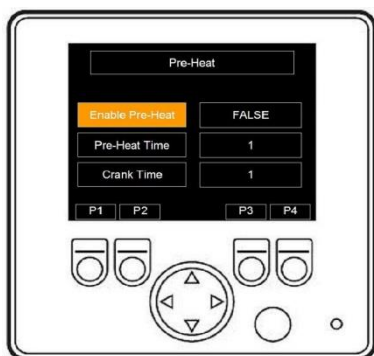 Pre-Heat
Enable Pre-Heat FALSE
Pre-Heat Time 1
Crank Time 1
P1 P2 P3 P4